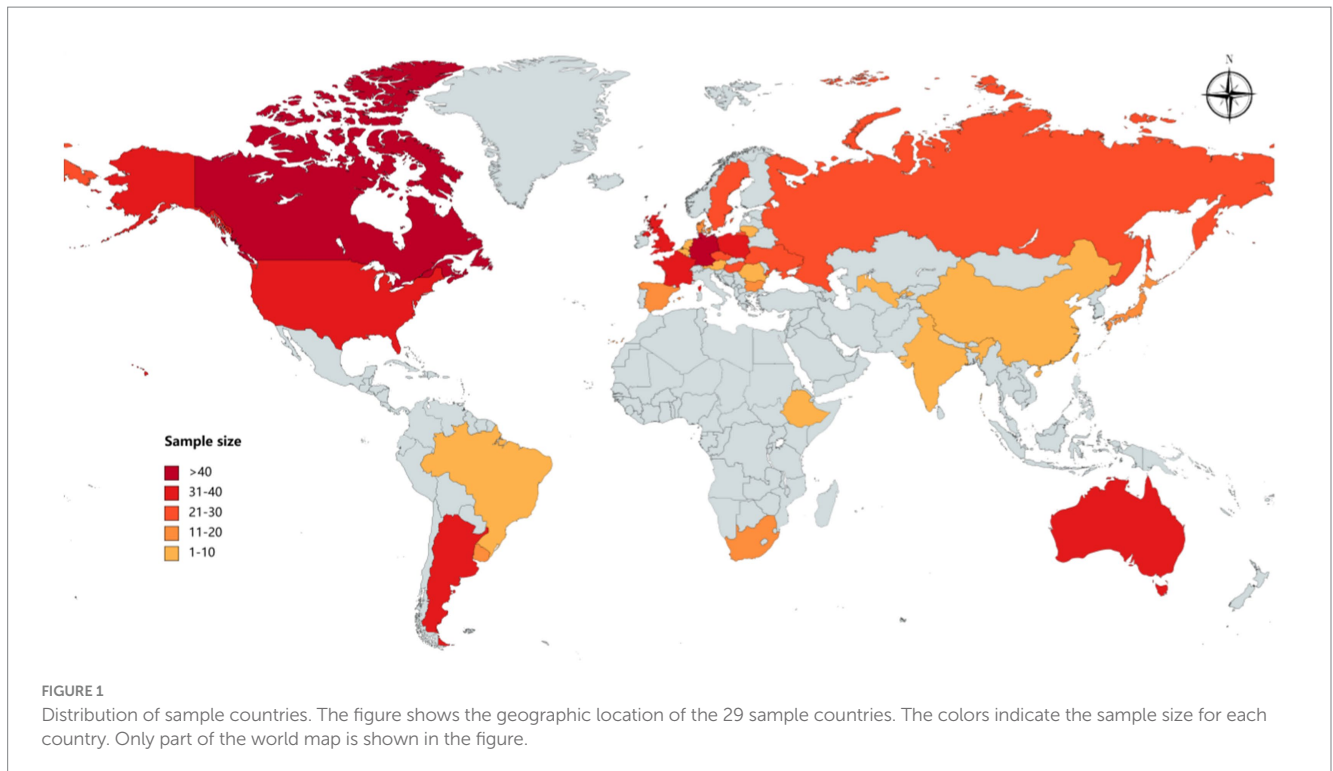 N
Sample size
>40
31-40
21-30
11-20
1-10
FIGURE 1
Distribution of sample countries. The figure shows the geographic location of the 29 sample countries. The colors indicate the sample size for each
country. Only part of the world map is shown in the figure.